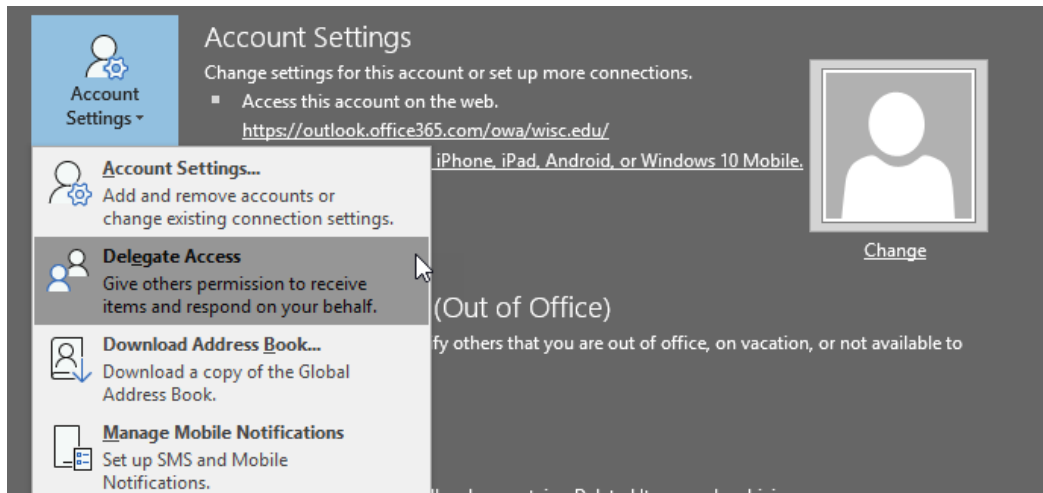 Account Settings
Change settings for this account or set up more connections.
Account
Settings
Access this account on the web.
https://outlook.office365.com/owa/wisc.edu/
iPhone, iPad, Android, or Windows 10 Mobile.
Account Settings...
Add and remove accounts or
change existing connection settings.
Change
Delegate Access
Give others permission to receive
items and respond on your behalf.
(Out of Office)
fy others that you are out of office, on vacation, or not available to
Download Address Book...
Download a copy of the Global
Address Book.
Manage Mobile Notifications
Set up SMS and Mobile
Notifications.